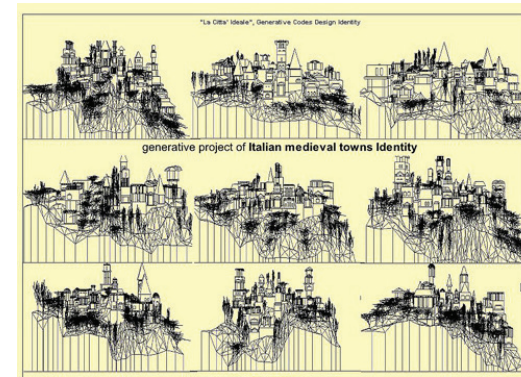 "La Citta' Ideale", Generative Codes Design Identity
generative project of Italian medieval towns Identity